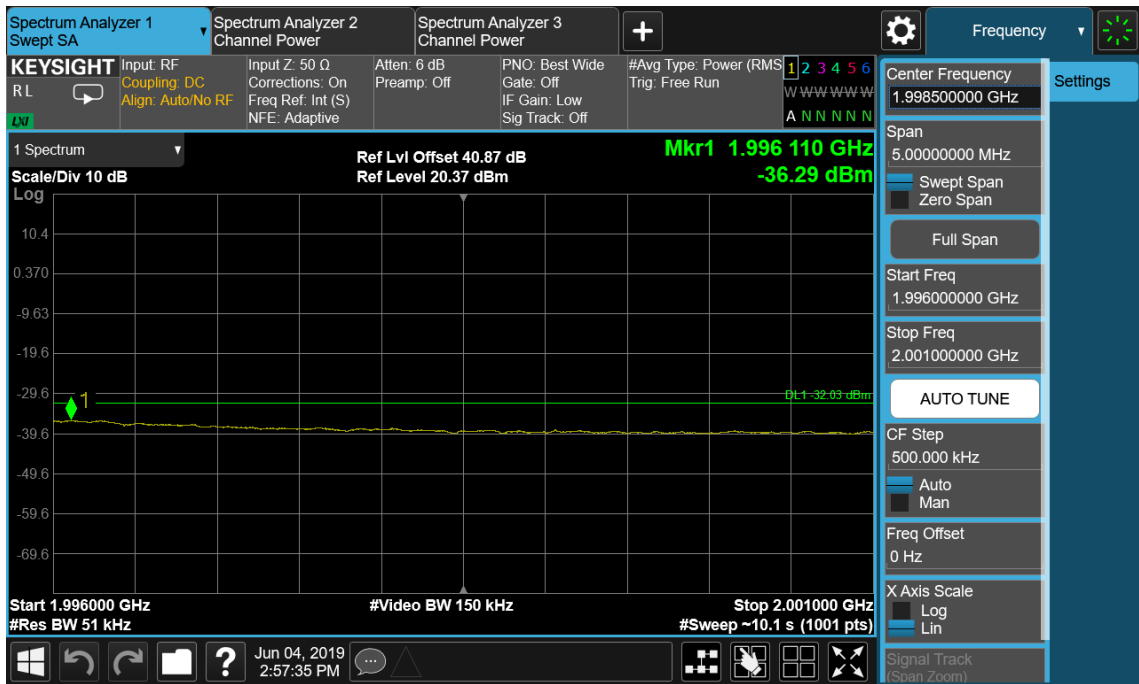 Spectrum Analyzer 1
Swept SA
Spectrum Analyzer 2
Channel Power
Spectrum Analyzer 3
Channel Power
Frequency
KEYSIGHT
R L
LXI
Input: RF
Coupling: DC
Align: Auto/No RF
Input Z: 50 Ω
Corrections: On
Freq Ref: Int (S)
NFE: Adaptive
Atten: 6 dB
Preamp: Off
PNO: Best Wide
Gate: Off
IF Gain: Low
Sig Track: Off
#Avg Type: Power (RMS
Trig: Free Run
1 2 3 4 5 6
W W W W W W
A N N N N N
1 Spectrum
Scale/Div 10 dB
Log
Ref Lvl Offset 40.87 dB
Ref Level 20.37 dBm
Mkr1 1.996 110 GHz
-36.29 dBm
10.4
0.370
-9.63
-19.6
-29.6
-39.6
-49.6
-59.6
-69.6
1
DL1 -32.03 dBm
Start 1.996000 GHz
#Res BW 51 kHz
#Video BW 150 kHz
Stop 2.001000 GHz
#Sweep ~10.1 s (1001 pts)
Jun 04, 2019
2:57:35 PM
Center Frequency
1.998500000 GHz
Span
5.00000000 MHz
Swept Span
Zero Span
Full Span
Start Freq
1.996000000 GHz
Stop Freq
2.001000000 GHz
AUTO TUNE
CF Step
500.000 kHz
Auto
Man
Freq Offset
0 Hz
X Axis Scale
Log
Lin
Signal Track
(Span Zoom)
Settings